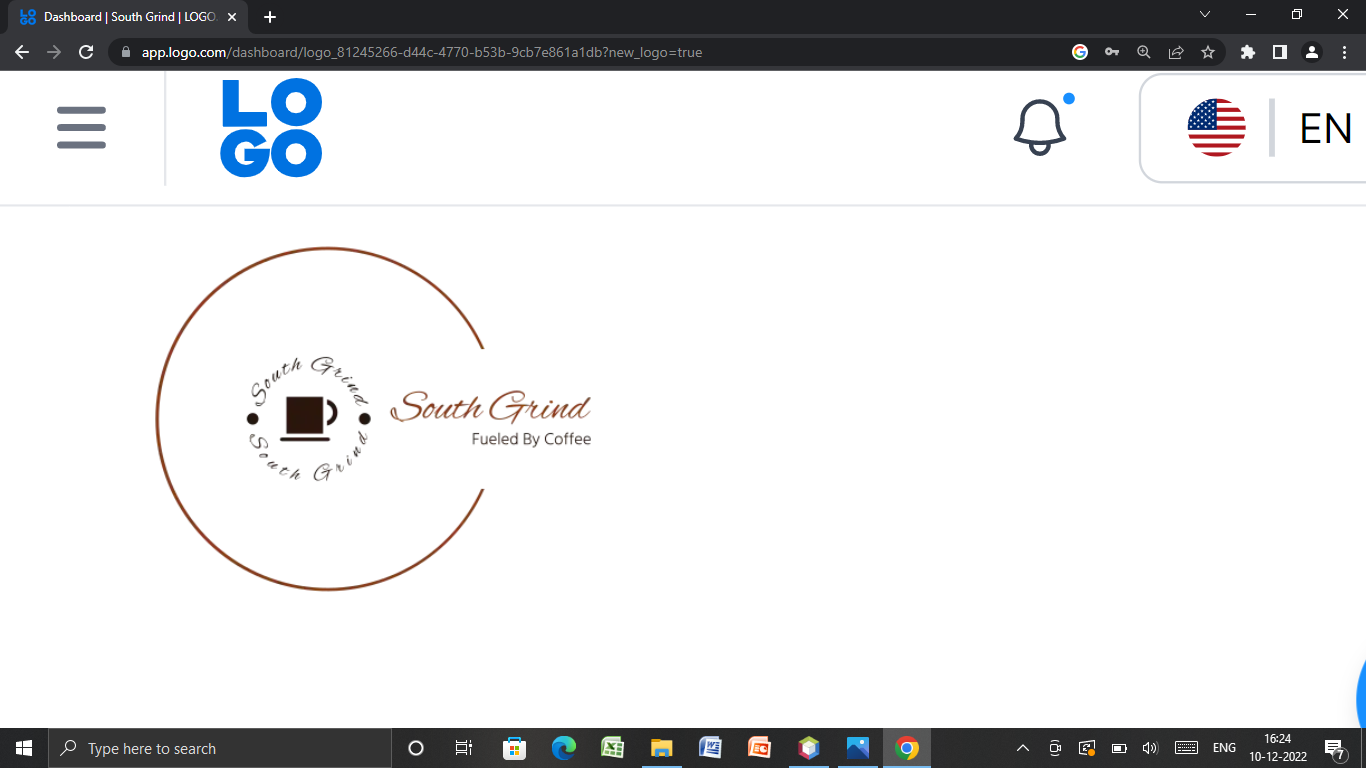 Dashboard | South Grind | LOGO.
app.logo.com/dashboard/logo_81245266-d44c-4770-b53b-9cb7e861a1db?new_logo=true
LO
GO
EN
South Grind
South Grind
South Grind
Fueled By Coffee
Type here to search
ENG
16:24
10-12-2022
7